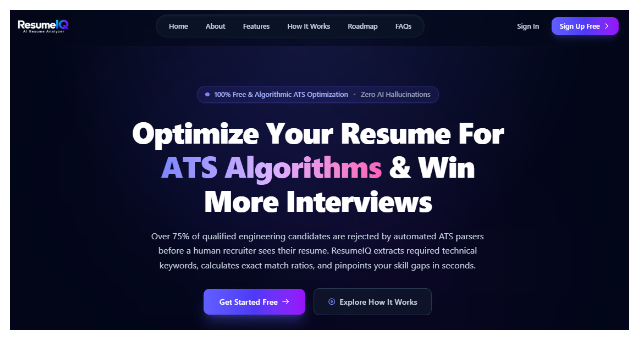 ResumeIQ
AI Resume Analyzer
Home About Features How It Works Roadmap FAQs
Sign In Sign Up Free
100% Free & Algorithmic ATS Optimization - Zero AI Hallucinations
Optimize Your Resume For
ATS Algorithms & Win
More Interviews
Over 75% of qualified engineering candidates are rejected by automated ATS parsers
before a human recruiter sees their resume. ResumeIQ extracts required technical
keywords, calculates exact match ratios, and pinpoints your skill gaps in seconds.
Get Started Free →
Explore How It Works